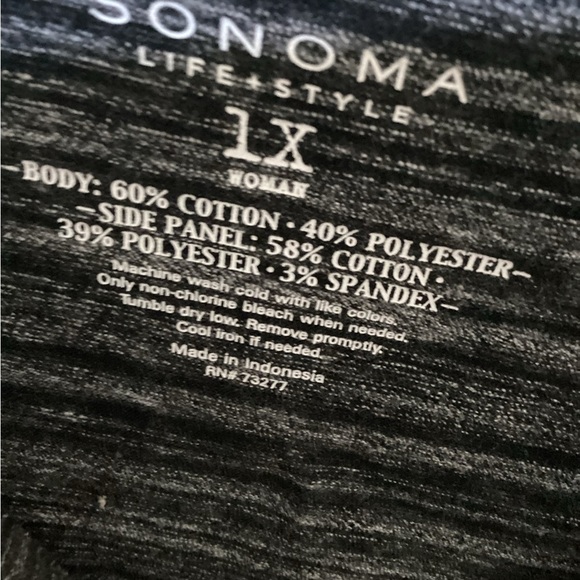 SONOMA
LIFE+STYLE
1X
WOMAN
—BODY: 60% COTTON • 40% POLYESTER—
—SIDE PANEL: 58% COTTON •
39% POLYESTER • 3% SPANDEX—
Machine wash cold with like colors.
Only non-chlorine bleach when needed.
Tumble dry low. Remove promptly.
Cool iron if needed.
Made in Indonesia
RN# 73277